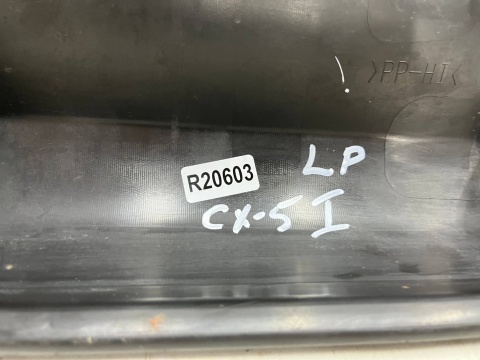 >PP-HI<
LP
R20603
CX-5 I